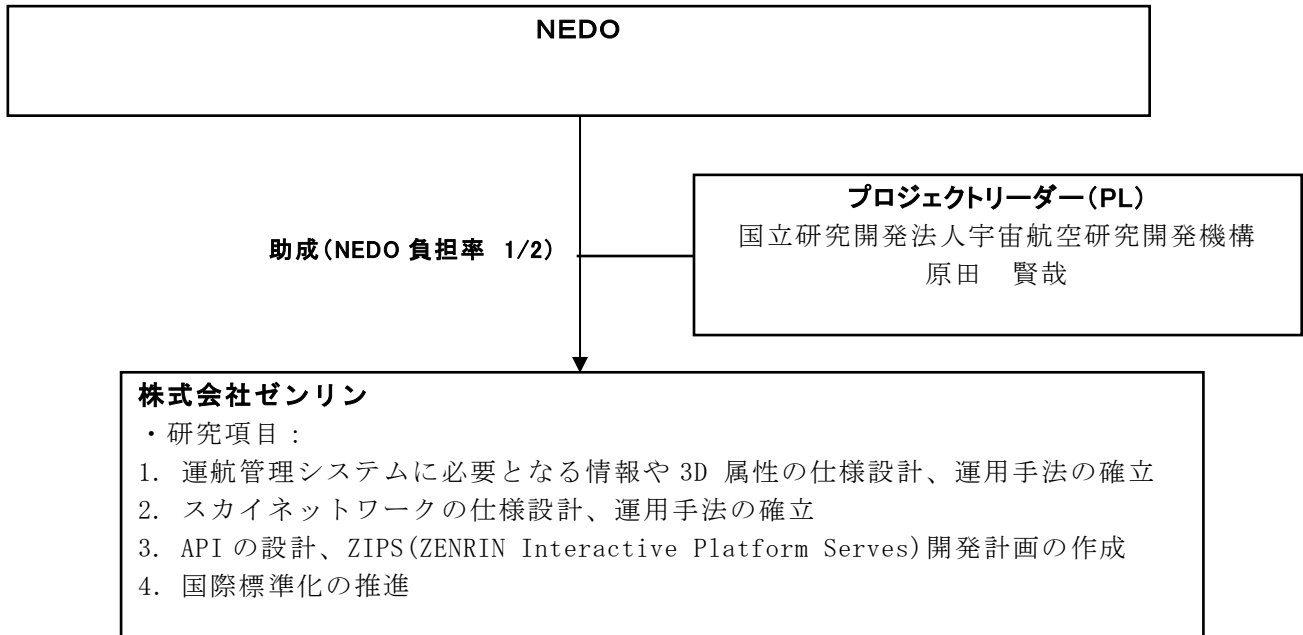 NEDO
プロジェクトリーダー(PL)
国立研究開発法人宇宙航空研究開発機構
原田　賢哉
助成(NEDO 負担率 1/2)
株式会社ゼンリン
・研究項目：
1. 運航管理システムに必要となる情報や 3D 属性の仕様設計、運用手法の確立
2. スカイネットワークの仕様設計、運用手法の確立
3. API の設計、ZIPS(ZENRIN Interactive Platform Serves)開発計画の作成
4. 国際標準化の推進